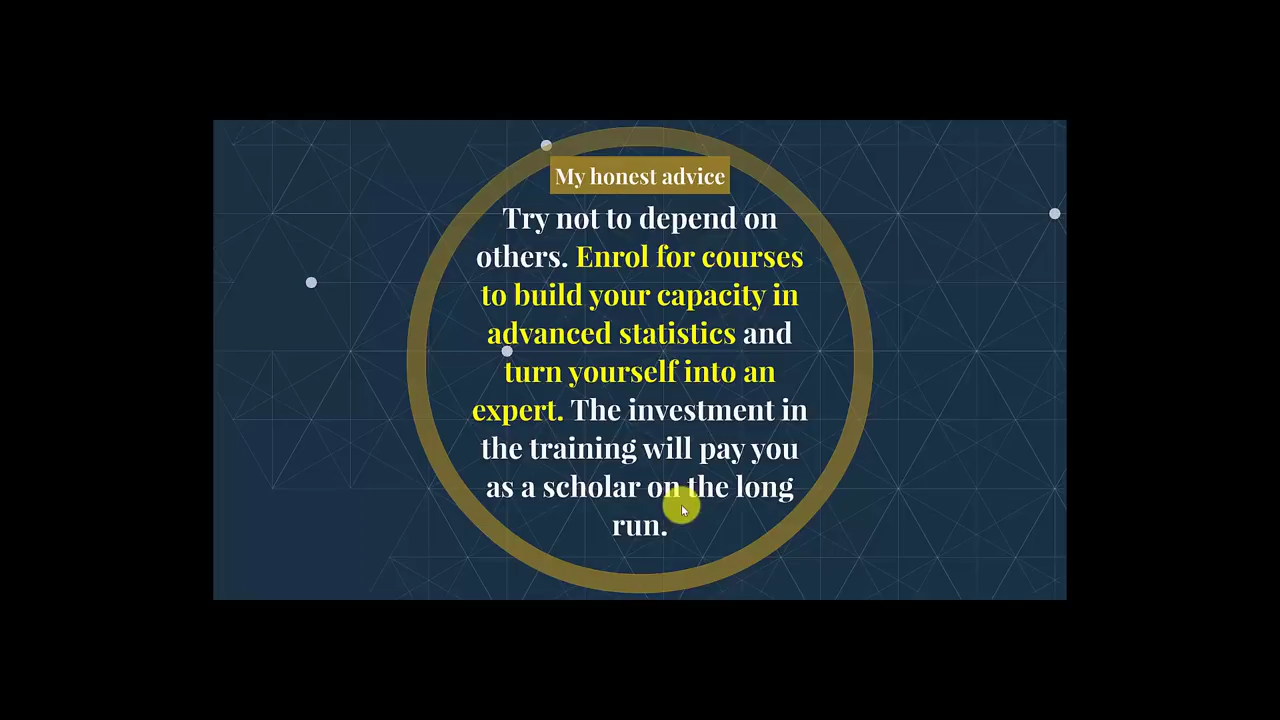 My honest advice
Try not to depend on
others. Enrol for courses
to build your capacity in
advanced statistics and
turn yourself into an
expert. The investment in
the training will pay you
as a scholar on the long
run.